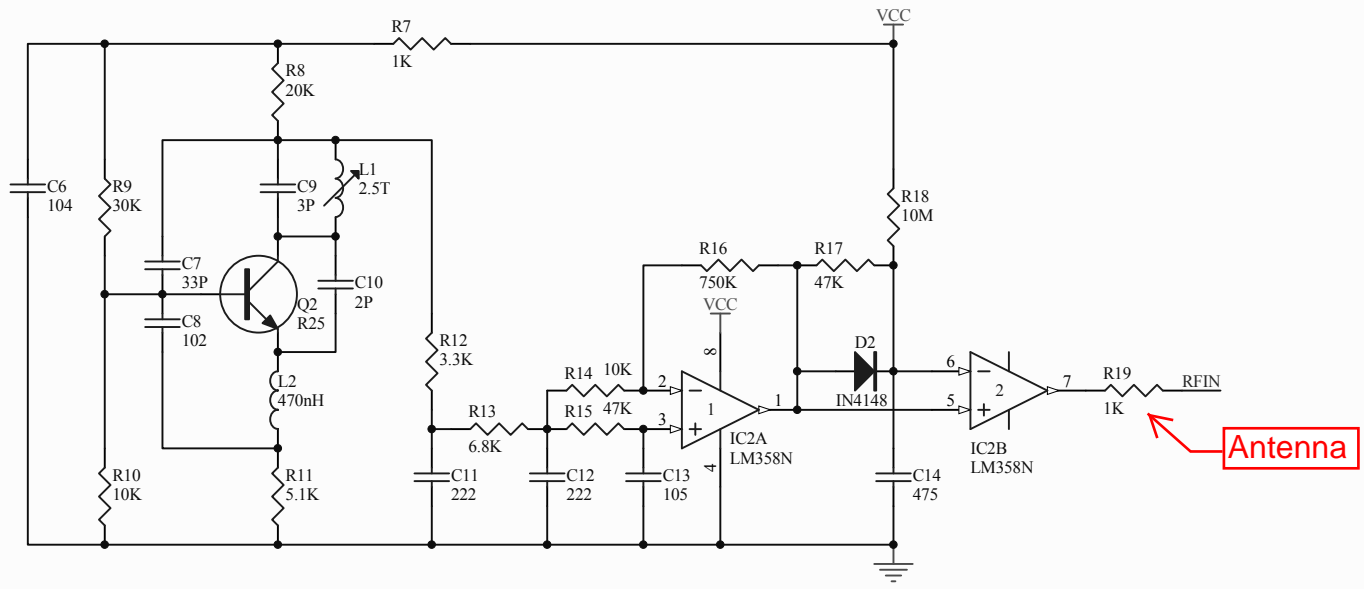 VCC
R7
1K
R8
20K
C6
104
R9
30K
C9
3P
L1
2.5T
R18
10M
C7
33P
C8
102
Q2
R25
C10
2P
R16
750K
R17
47K
VCC
8
L2
470nH
R12
3.3K
D2
IN4148
R14 10K
R13
6.8K
R15
47K
2
3
1
1
4
IC2A
LM358N
6
5
2
7
IC2B
LM358N
R19
1K
RFIN
Antenna
R10
10K
R11
5.1K
C11
222
C12
222
C13
105
C14
475